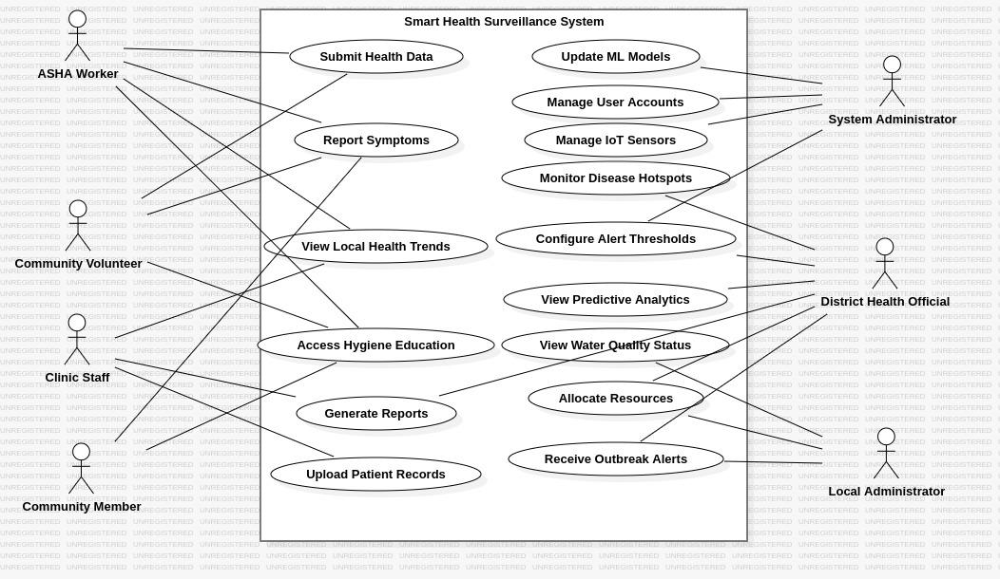 Smart Health Surveillance System
ASHA Worker
Community Volunteer
Clinic Staff
Community Member
Submit Health Data
Report Symptoms
View Local Health Trends
Access Hygiene Education
Generate Reports
Upload Patient Records
Update ML Models
Manage User Accounts
Manage IoT Sensors
Monitor Disease Hotspots
Configure Alert Thresholds
View Predictive Analytics
View Water Quality Status
Allocate Resources
Receive Outbreak Alerts
System Administrator
District Health Official
Local Administrator
UNREGISTERED